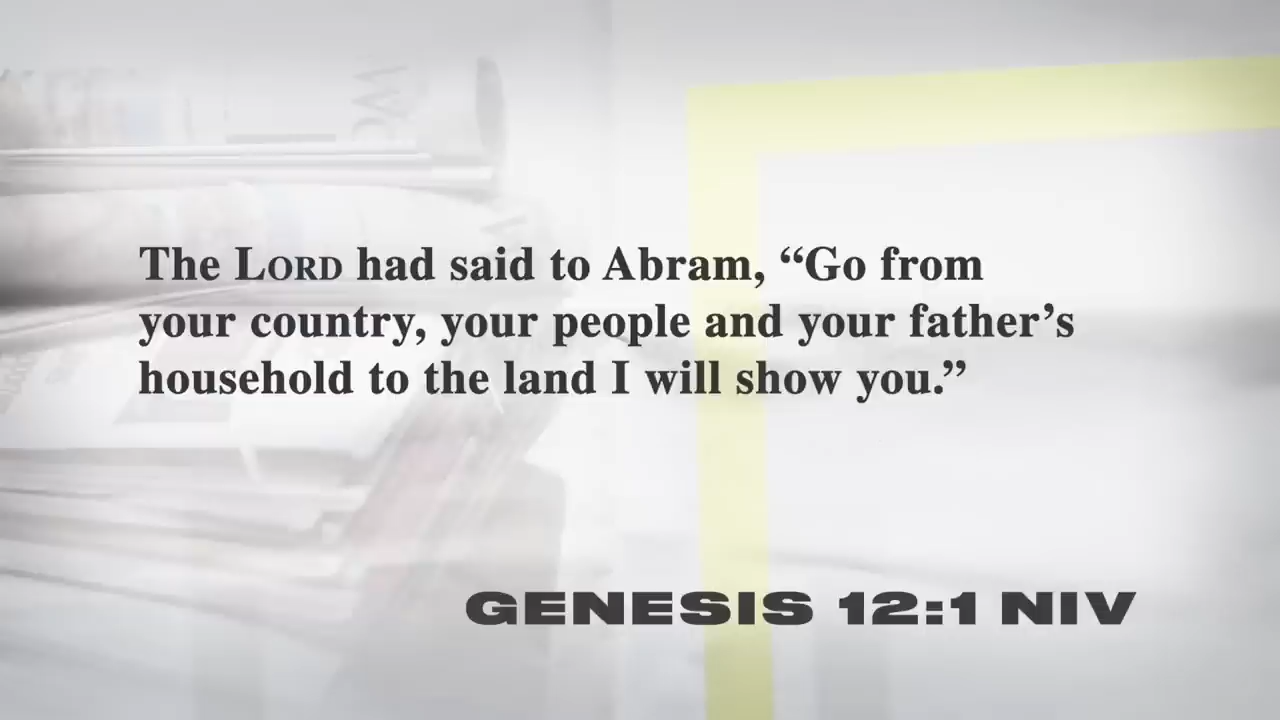 The LORD had said to Abram, “Go from
your country, your people and your father’s
household to the land I will show you.”
GENESIS 12:1 NIV